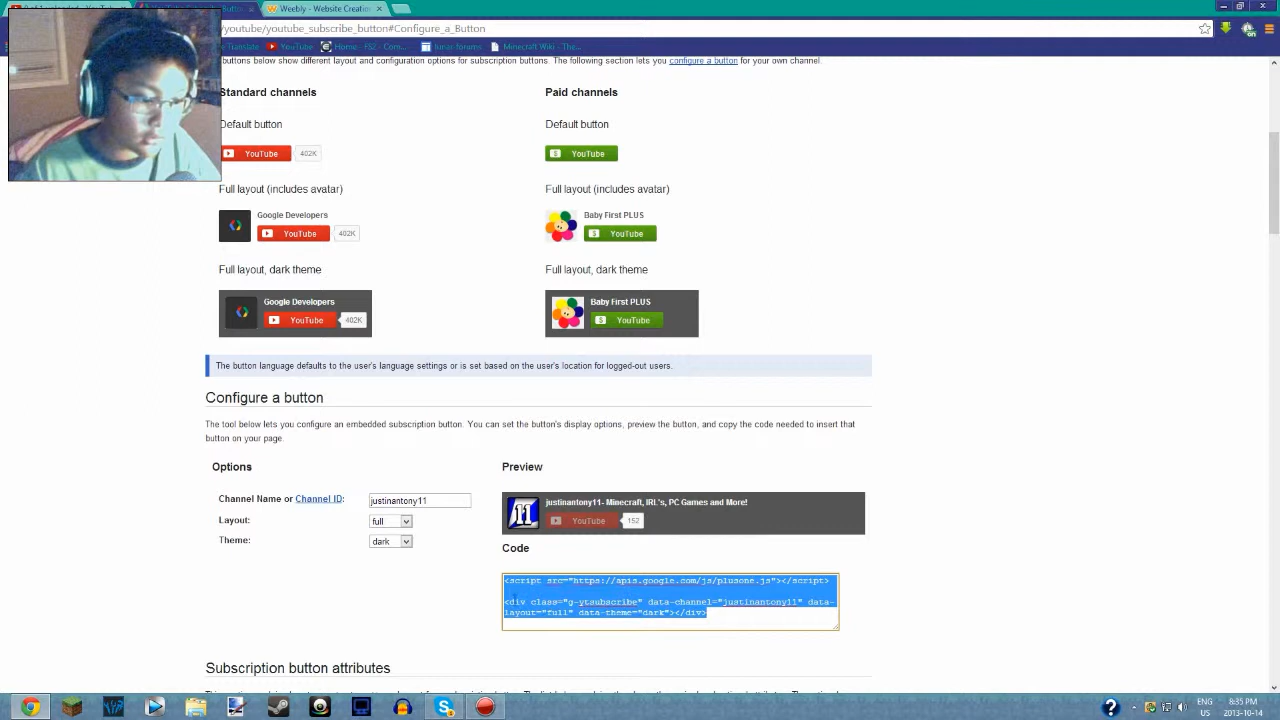 Weebly - Website Creation
/youtube/youtube_subscribe_button#Configure_a_Button
Translate
YouTube
Home - FS2 - Com...
Minecraft Wiki - The...
buttons below show different layout and configuration options for subscription buttons. The following section lets you configure a button for your own channel.
Standard channels
Paid channels
Default button
Default button
YouTube
402K
YouTube
Full layout (includes avatar)
Full layout (includes avatar)
Google Developers
YouTube
402K
Baby First PLUS
YouTube
Full layout, dark theme
Full layout, dark theme
Google Developers
YouTube
402K
Baby First PLUS
YouTube
The button language defaults to the user's language settings or is set based on the user's location for logged-out users.
Configure a button
The tool below lets you configure an embedded subscription button. You can set the button's display options, preview the button, and copy the code needed to insert that
button on your page.
Options
Preview
Channel Name or Channel ID:
justinantony11
justinantony11- Minecraft, IRL's, PC Games and More!
YouTube
152
Layout:
full
Theme:
dark
Code
<script src="https://apis.google.com/js/plusone.js"></script>
<div class="g-ytsubscribe" data-channel="justinantony11" data-
layout="full" data-theme="dark"></div>
Subscription button attributes
ENG
US
8:35 PM
2013-10-14